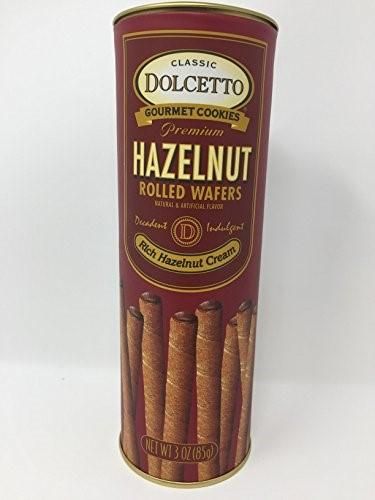 CLASSIC
DOLCETTO
GOURMET COOKIES
Premium
HAZELNUT
ROLLED WAFERS
NATURAL & ARTIFICIAL FLAVOR
Decadent D Indulgent
Rich Hazelnut Cream
NET WT 3 OZ (85g)